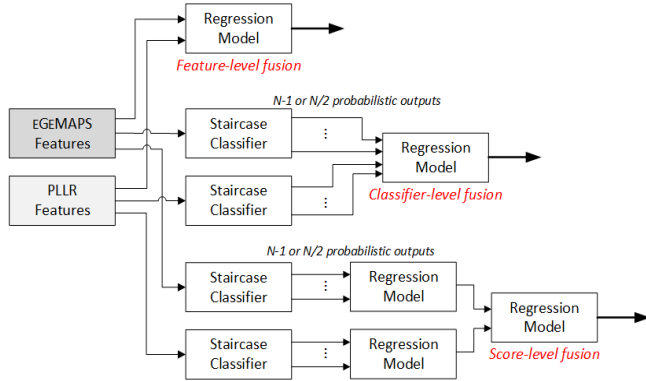 Regression
Model
Feature-level fusion
N-1 or N/2 probabilistic outputs
EGEMAPS
Features
Staircase
Classifier
...
Regression
Model
PLLR
Features
Staircase
Classifier
...
Classifier-level fusion
N-1 or N/2 probabilistic outputs
Staircase
Classifier
...
Regression
Model
Regression
Model
Staircase
Classifier
...
Regression
Model
Score-level fusion